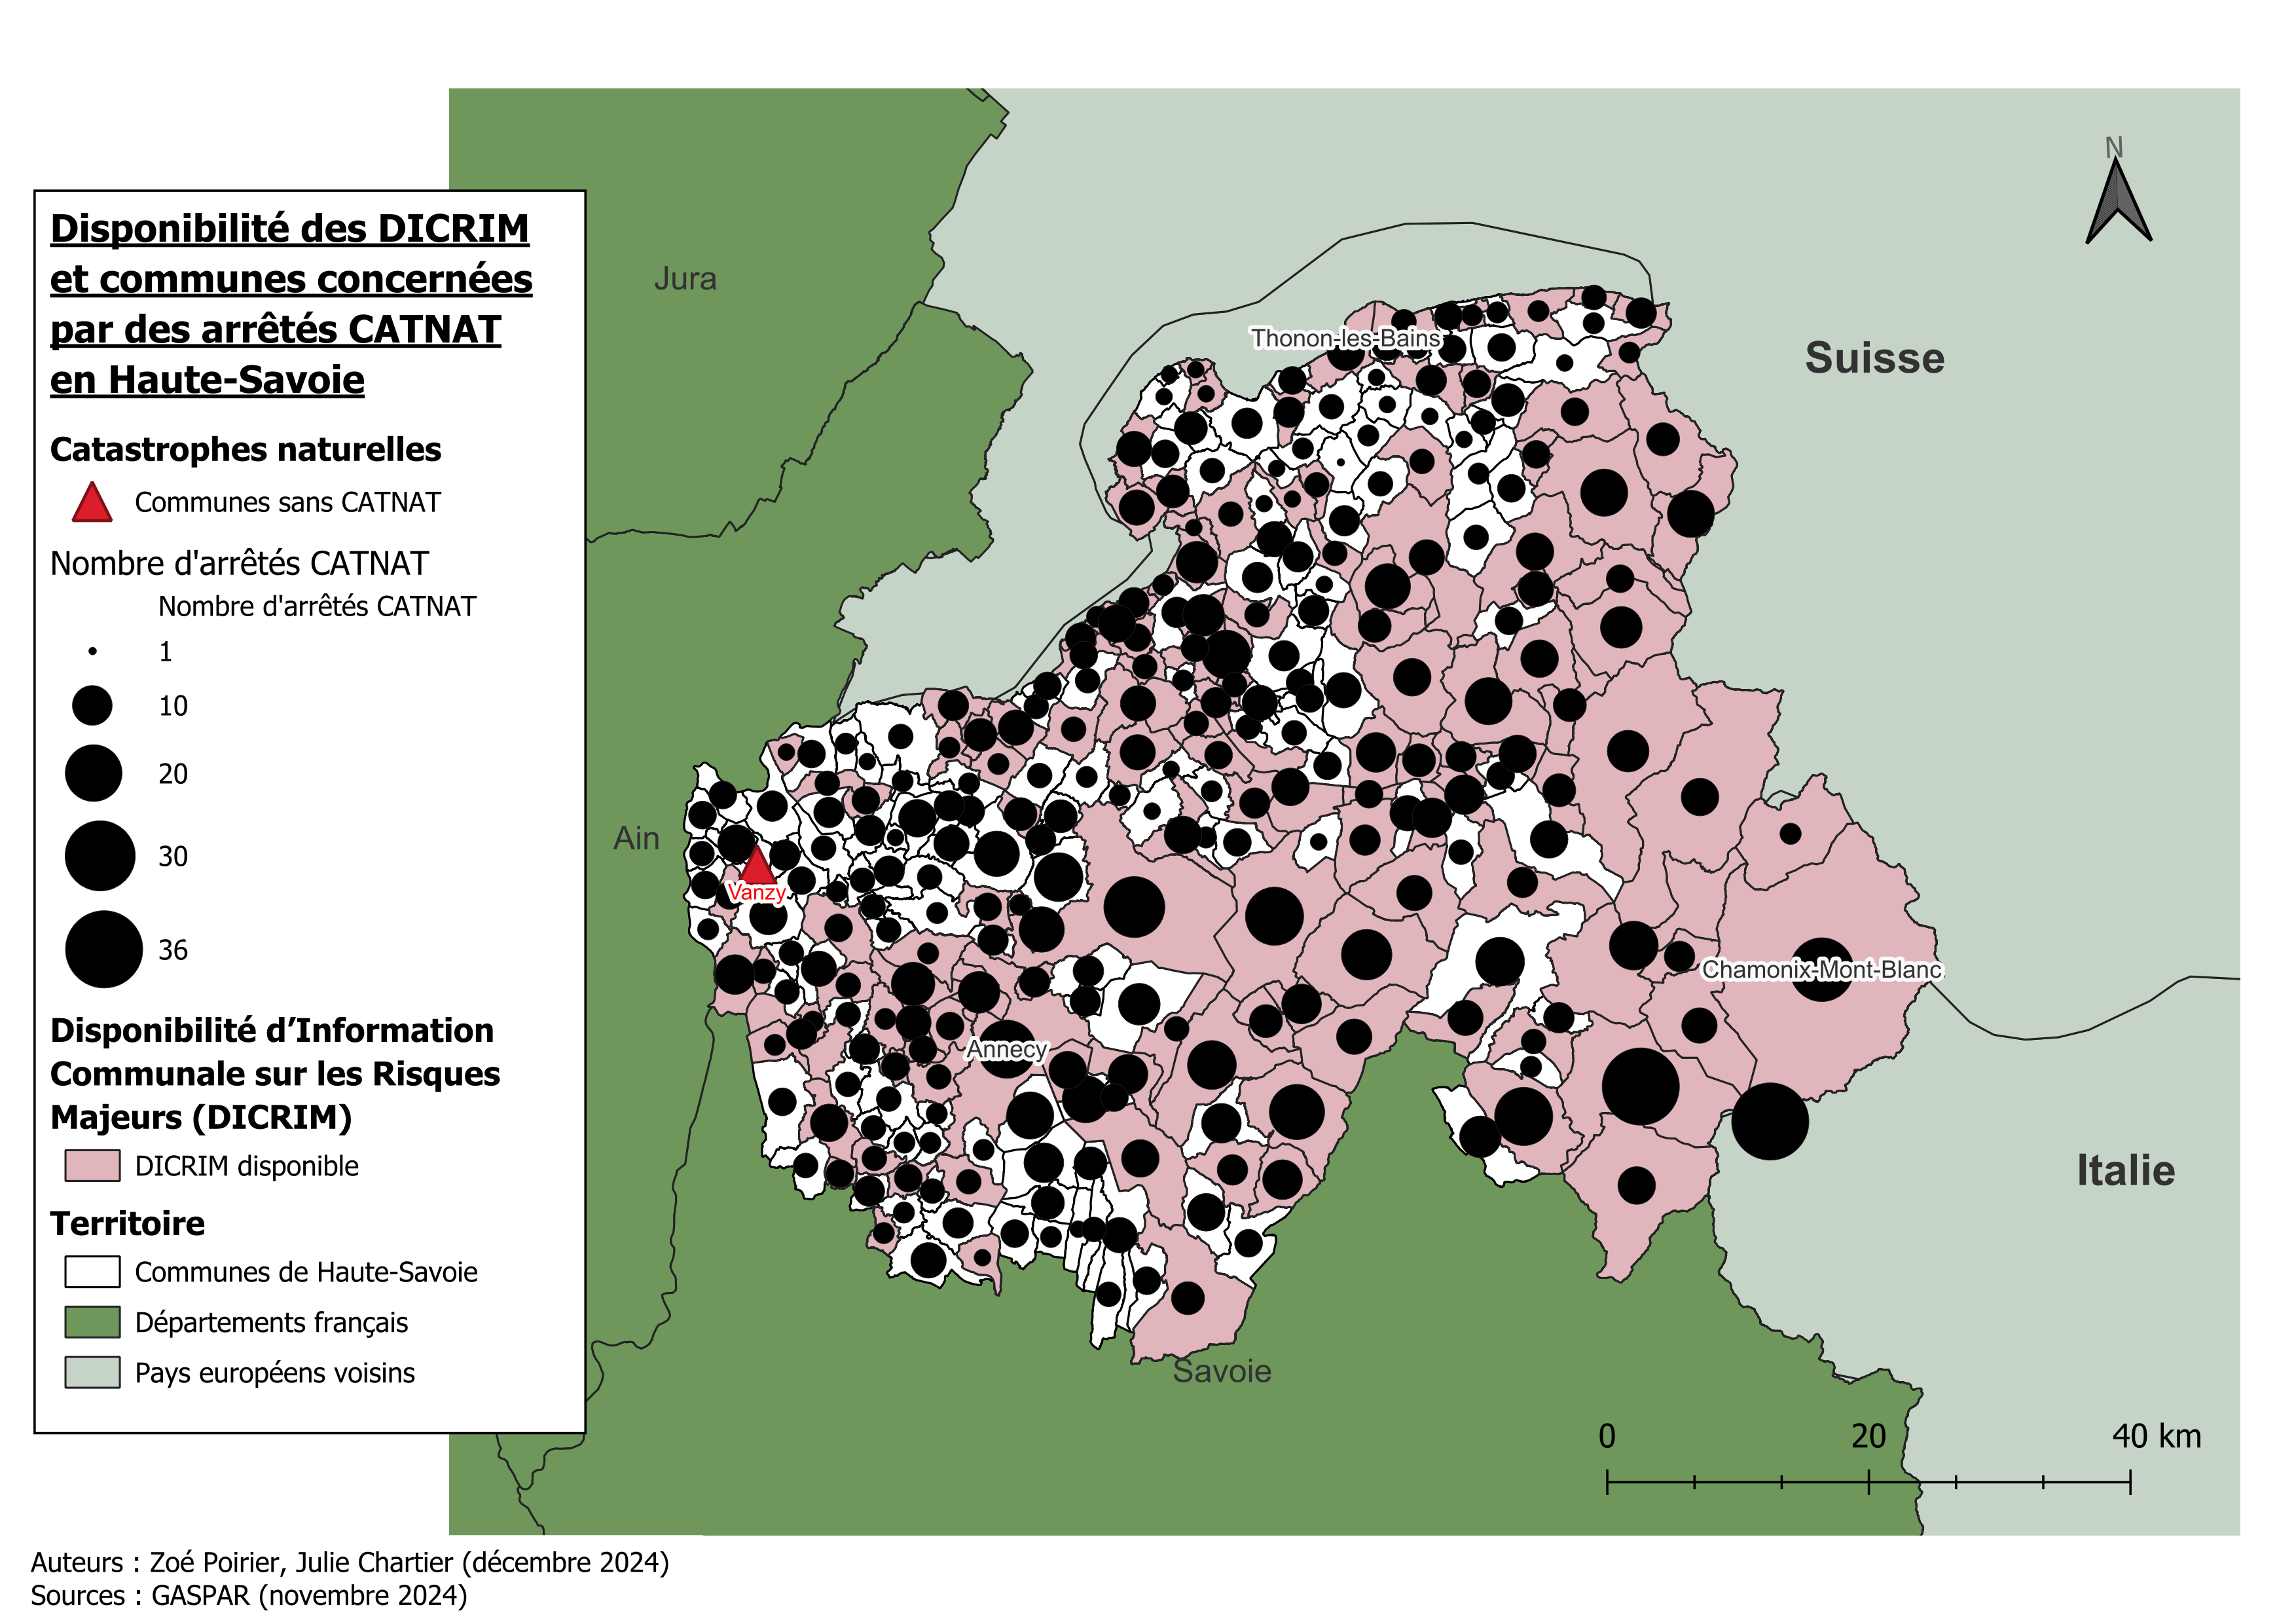 Disponibilité des DICRIM
et communes concernées
par des arrêtés CATNAT
en Haute-Savoie
Catastrophes naturelles
Communes sans CATNAT
Nombre d'arrêtés CATNAT
Nombre d'arrêtés CATNAT
1
10
20
30
36
Disponibilité d’Information
Communale sur les Risques
Majeurs (DICRIM)
DICRIM disponible
Territoire
Communes de Haute-Savoie
Départements français
Pays européens voisins
N
Jura
Thonon-les-Bains
Suisse
Ain
Vanzy
Chamonix-Mont-Blanc
Annecy
Italie
Savoie
0 20 40 km
Auteurs : Zoé Poirier, Julie Chartier (décembre 2024)
Sources : GASPAR (novembre 2024)